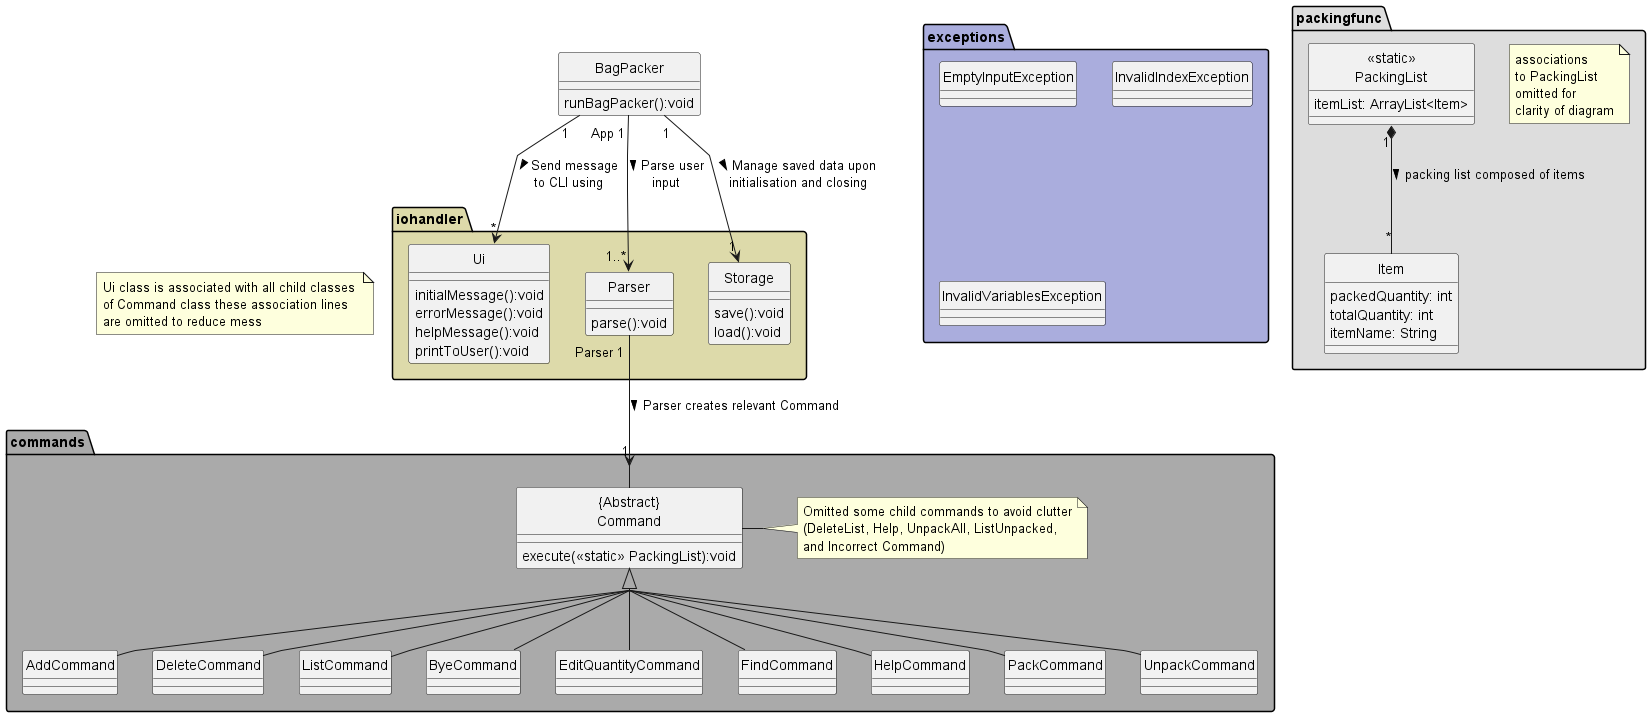 BagPacker
runBagPacker():void
1
App 1
1
Send message
to CLI using
Parse user
input
Manage saved data upon
initialisation and closing
*
1..*
1
iohandler
Ui
initialMessage():void
errorMessage():void
helpMessage():void
printToUser():void
Parser
parse():void
Storage
save():void
load():void
Ui class is associated with all child classes
of Command class these association lines
are omitted to reduce mess
Parser 1
Parser creates relevant Command
1
exceptions
EmptyInputException
InvalidIndexException
InvalidVariablesException
packingfunc
«static»
PackingList
itemList: ArrayList<Item>
associations
to PackingList
omitted for
clarity of diagram
1
packing list composed of items
*
Item
packedQuantity: int
totalQuantity: int
itemName: String
commands
{Abstract}
Command
execute(«static» PackingList):void
Omitted some child commands to avoid clutter
(DeleteList, Help, UnpackAll, ListUnpacked,
and Incorrect Command)
AddCommand
DeleteCommand
ListCommand
ByeCommand
EditQuantityCommand
FindCommand
HelpCommand
PackCommand
UnpackCommand